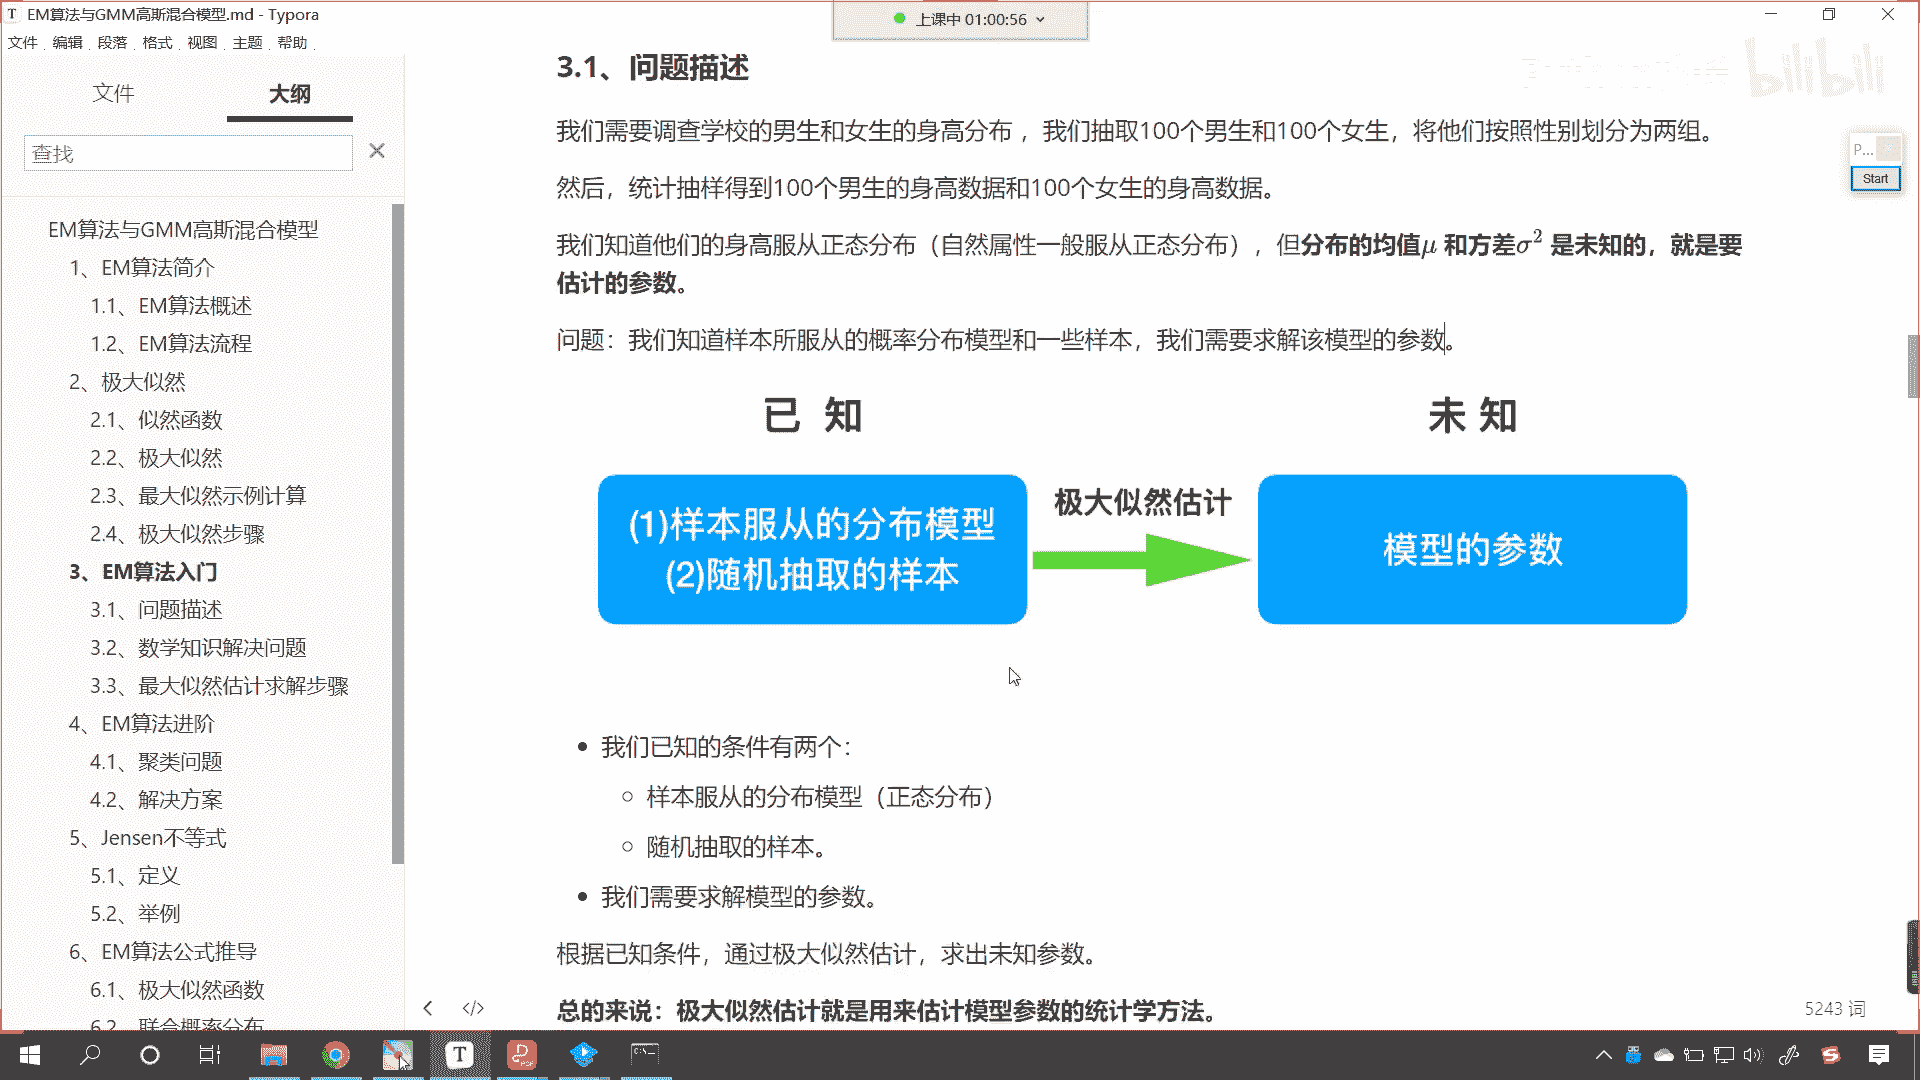 EM算法与GMM高斯混合模型.md - Typora
上课中 01:00:56
文件 编辑 段落 格式 视图 主题 帮助
文件 大纲
查找
EM算法与GMM高斯混合模型
1、EM算法简介
1.1、EM算法概述
1.2、EM算法流程
2、极大似然
2.1、似然函数
2.2、极大似然
2.3、最大似然示例计算
2.4、极大似然步骤
3、EM算法入门
3.1、问题描述
3.2、数学知识解决问题
3.3、最大似然估计求解步骤
4、EM算法进阶
4.1、聚类问题
4.2、解决方案
5、Jensen不等式
5.1、定义
5.2、举例
6、EM算法公式推导
6.1、极大似然函数
6.2、联合概率分布
3.1、问题描述
bilibili
P...
Start
我们需要调查学校的男生和女生的身高分布 ，我们抽取100个男生和100个女生，将他们按照性别划分为两组。
然后，统计抽样得到100个男生的身高数据和100个女生的身高数据。
我们知道他们的身高服从正态分布（自然属性一般服从正态分布），但分布的均值μ 和方差σ² 是未知的，就是要
估计的参数。
问题：我们知道样本所服从的概率分布模型和一些样本，我们需要求解该模型的参数。
已 知
未 知
(1)样本服从的分布模型
(2)随机抽取的样本
极大似然估计
模型的参数
我们已知的条件有两个：
样本服从的分布模型（正态分布）
随机抽取的样本。
我们需要求解模型的参数。
根据已知条件，通过极大似然估计，求出未知参数。
总的来说：极大似然估计就是用来估计模型参数的统计学方法。
5243 词